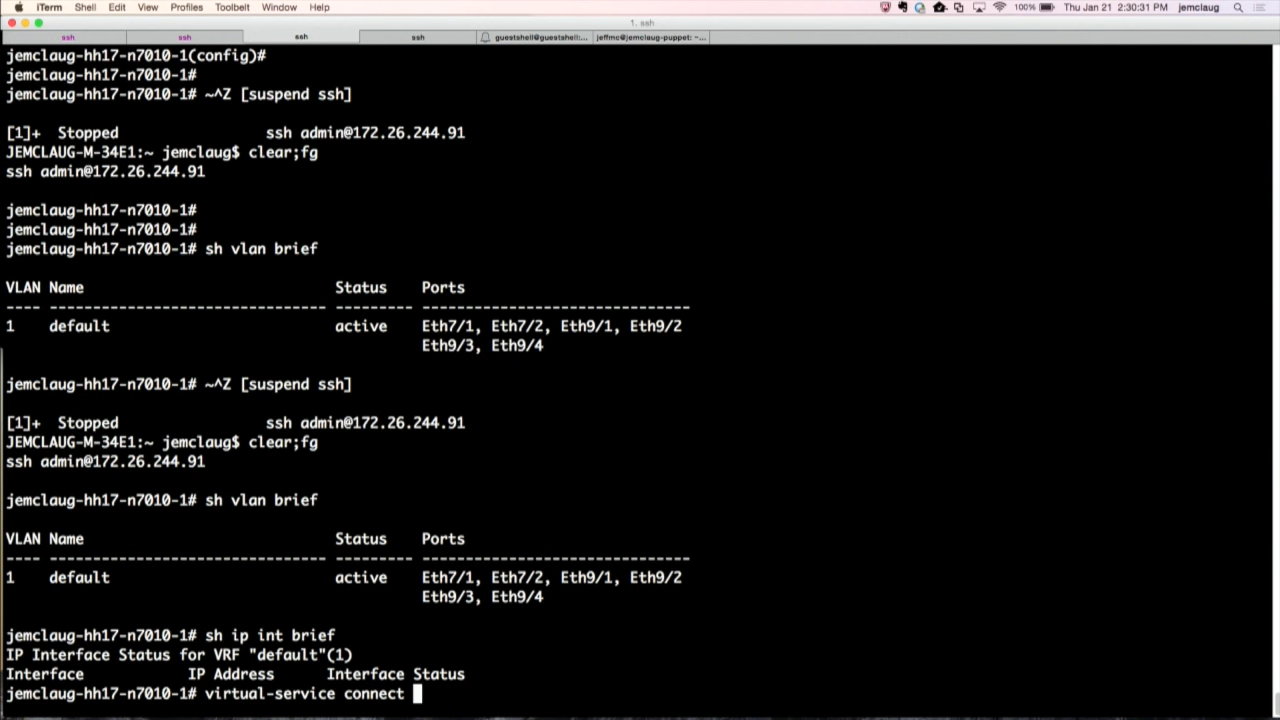 iTerm Shell Edit View Profiles Toolbelt Window Help 100% Thu Jan 21 2:30:31 PM jemclaug
1. ssh
ssh ssh ssh ssh guestshell@guestshell:... jeffmc@jemclaug-puppet: ~...
jemclaug-hh17-n7010-1(config)#
jemclaug-hh17-n7010-1#
jemclaug-hh17-n7010-1# ~^Z [suspend ssh]
[1]+  Stopped                 ssh admin@172.26.244.91
JEMCLAUG-M-34E1:~ jemclaug$ clear;fg
ssh admin@172.26.244.91
jemclaug-hh17-n7010-1#
jemclaug-hh17-n7010-1#
jemclaug-hh17-n7010-1# sh vlan brief
VLAN Name                             Status    Ports
---- -------------------------------- --------- -------------------------------
1    default                          active    Eth7/1, Eth7/2, Eth9/1, Eth9/2
                                                Eth9/3, Eth9/4
jemclaug-hh17-n7010-1# ~^Z [suspend ssh]
[1]+  Stopped                 ssh admin@172.26.244.91
JEMCLAUG-M-34E1:~ jemclaug$ clear;fg
ssh admin@172.26.244.91
jemclaug-hh17-n7010-1# sh vlan brief
VLAN Name                             Status    Ports
---- -------------------------------- --------- -------------------------------
1    default                          active    Eth7/1, Eth7/2, Eth9/1, Eth9/2
                                                Eth9/3, Eth9/4
jemclaug-hh17-n7010-1# sh ip int brief
IP Interface Status for VRF "default"(1)
Interface            IP Address      Interface Status
jemclaug-hh17-n7010-1# virtual-service connect